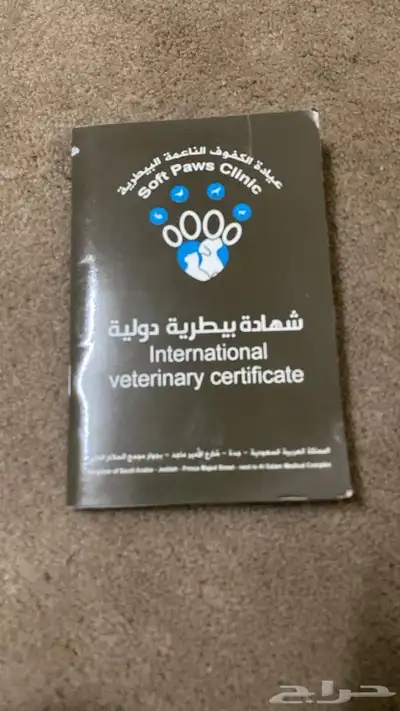 عيادة الكفوف الناعمة البيطرية
Soft Paws Clinic
شهادة بيطرية دولية
International
veterinary certificate
المملكة العربية السعودية - جدة - شارع الأمير ماجد - بجوار مجمع السلام
Kingdom of Saudi Arabia - Jeddah - Prince Majed Street - next to Al Salam Medical Complex
حراج